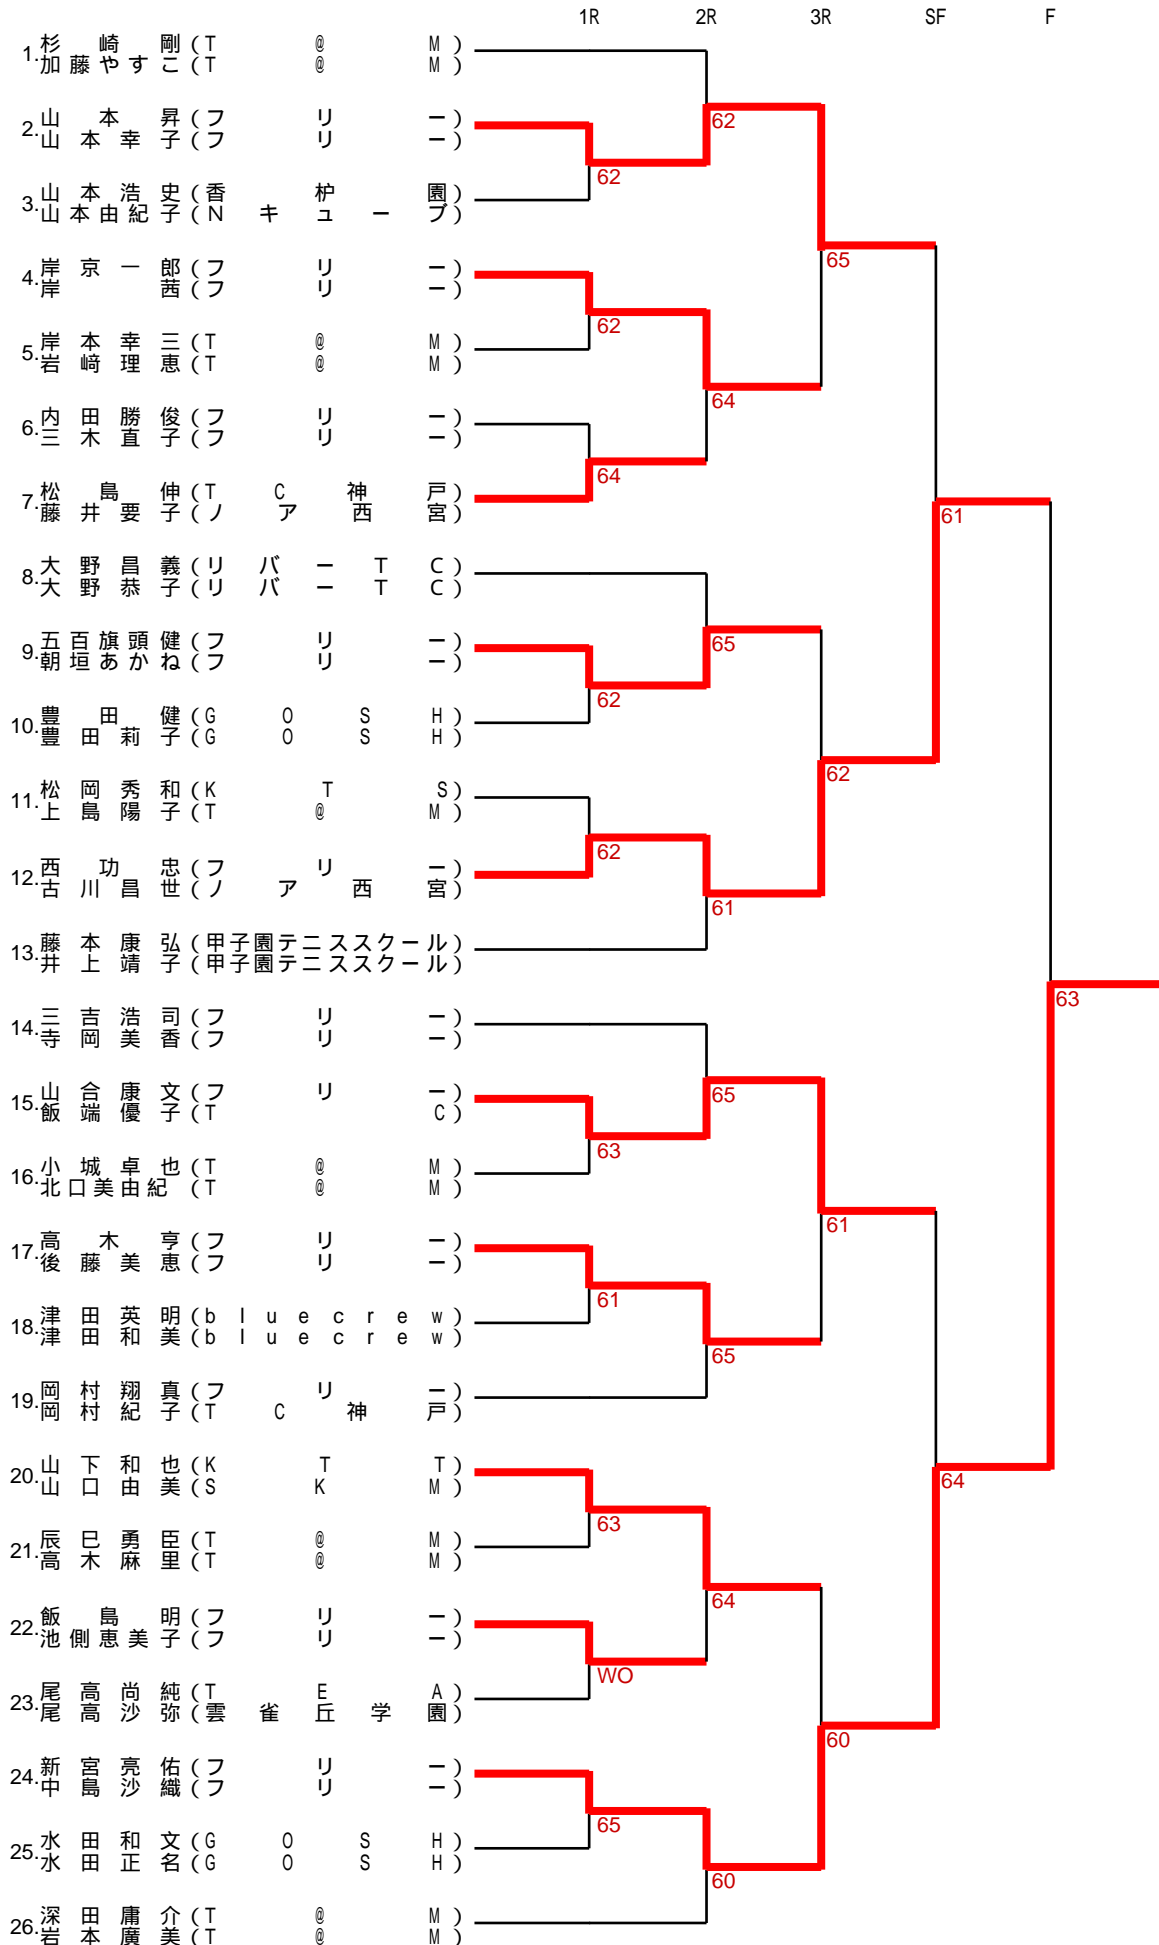 1R 2R 3R SF F
1. 杉崎剛(T@M)
加藤やすこ(T@M)
2. 山本昇(フリー)
山本幸子(フリー)
62
62
3. 山本浩史(香枦園)
山本由紀子(Nキューブ)
65
4. 岸京一郎(フリー)
岸茜(フリー)
62
5. 岸本幸三(T@M)
岩﨑理恵(T@M)
64
6. 内田勝俊(フリー)
三木直子(フリー)
64
7. 松島伸(TC神戸)
藤井要子(ノア西宮)
61
8. 大野昌義(リバーTC)
大野恭子(リバーTC)
9. 五百旗頭健(フリー)
朝垣あかね(フリー)
65
62
10. 豊田健(GOSH)
豊田莉子(GOSH)
62
11. 松岡秀和(KTS)
上島陽子(T@M)
62
12. 西功忠(フリー)
古川昌世(ノア西宮)
61
13. 藤本康弘(甲子園テニススクール)
井上靖子(甲子園テニススクール)
63
14. 三吉浩司(フリー)
寺岡美香(フリー)
15. 山合康文(フリー)
飯端優子(TC)
65
63
16. 小城卓也(T@M)
北口美由紀(T@M)
61
17. 高木亨(フリー)
後藤美恵(フリー)
61
18. 津田英明(bluecrew)
津田和美(bluecrew)
65
19. 岡村翔真(フリー)
岡村紀子(TC神戸)
20. 山下和也(KTT)
山口由美(SKM)
64
63
21. 辰巳勇臣(T@M)
高木麻里(T@M)
64
22. 飯島明(フリー)
池側恵美子(フリー)
WO
23. 尾高尚純(TEA)
尾高沙弥(雲雀丘学園)
60
24. 新宮亮佑(フリー)
中島沙織(フリー)
65
25. 水田和文(GOSH)
水田正名(GOSH)
60
26. 深田庸介(T@M)
岩本廣美(T@M)